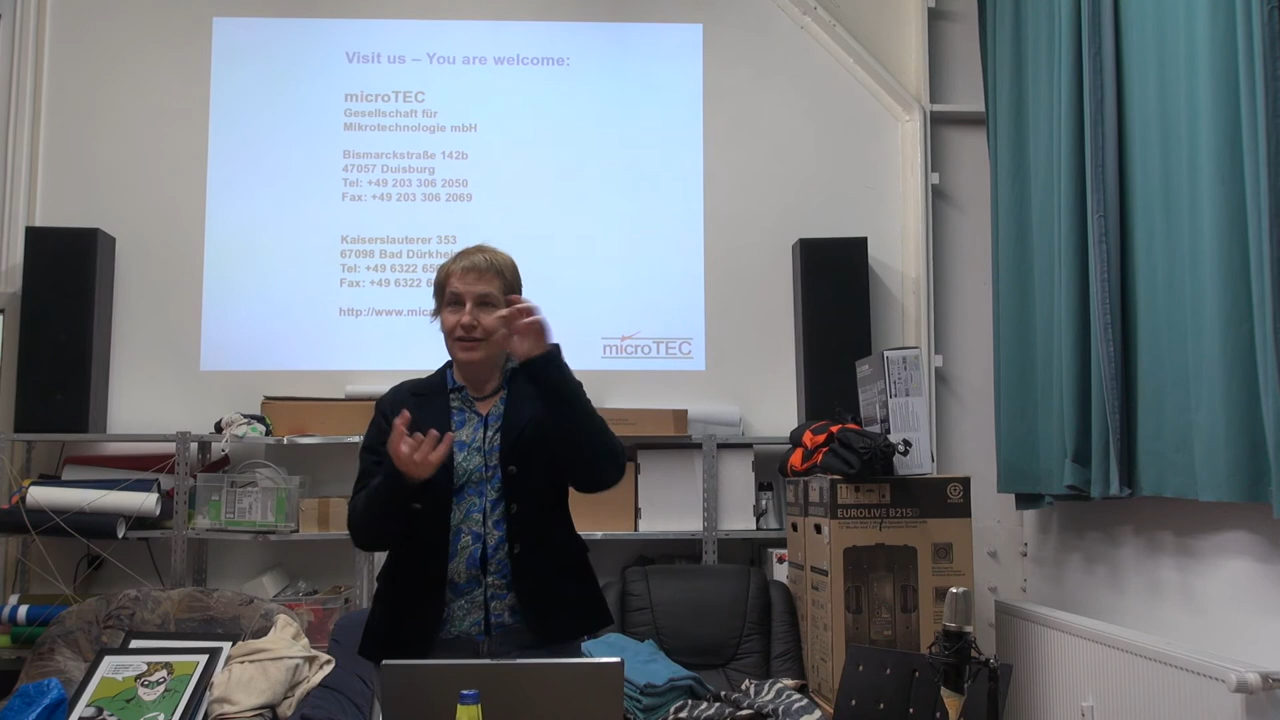 Visit us – You are welcome:
microTEC
Gesellschaft für
Mikrotechnologie mbH
Bismarckstraße 142b
47057 Duisburg
Tel: +49 203 306 2050
Fax: +49 203 306 2069
Kaiserslauterer 353
67098 Bad
Tel: +49 6322
Fax: +49 6322
microTEC
EUROLIVE B215D